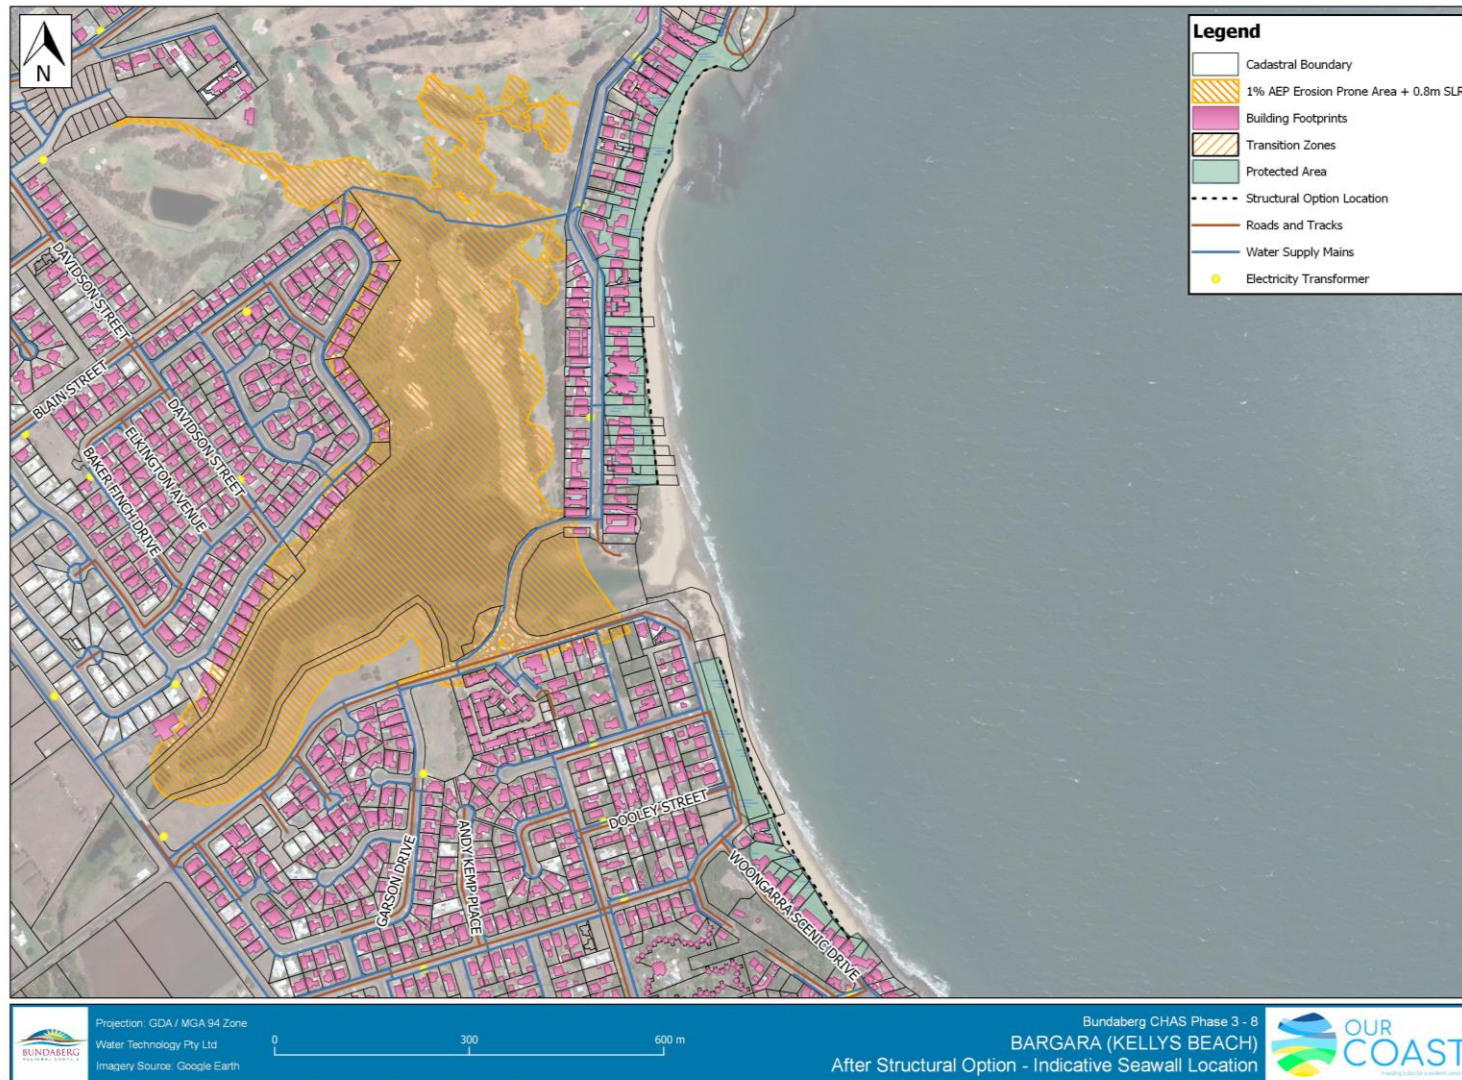 N
Legend
Cadastral Boundary
1% AEP Erosion Prone Area + 0.8m SLR
Building Footprints
Transition Zones
Protected Area
Structural Option Location
Roads and Tracks
Water Supply Mains
Electricity Transformer
DAVIDSON STREET
BLAIN STREET
DAVIDSON STREET
ELKINGTON AVENUE
BAKER FINCH DRIVE
DOOLEY STREET
GARSON DRIVE
ANDY KEMP PLACE
WOONGARRA SCENIC DRIVE
BUNDABERG
REGIONAL COUNCIL
Projection: GDA / MGA 94 Zone
Water Technology Pty Ltd
Imagery Source: Google Earth
0 300 600 m
Bundaberg CHAS Phase 3 - 8
BARGARA (KELLYS BEACH)
After Structural Option - Indicative Seawall Location
OUR
COAST